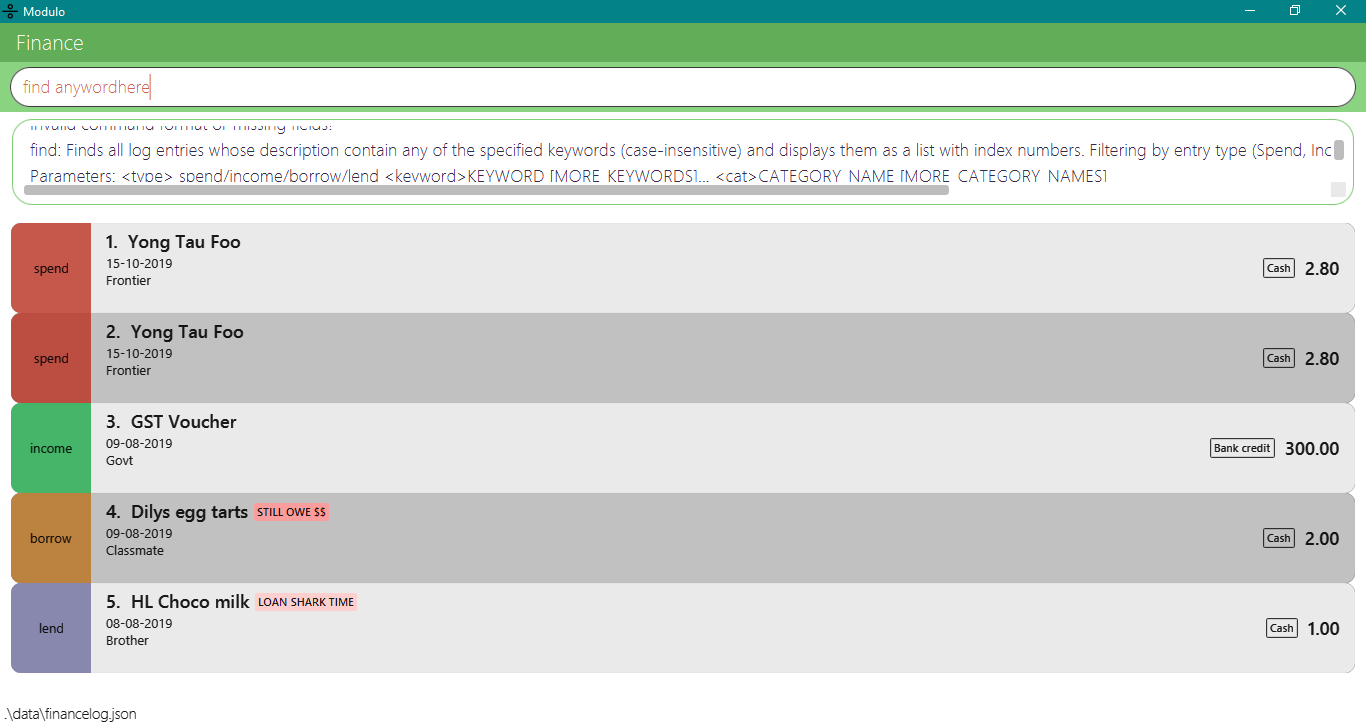 Modulo
Finance
find anywordhere
Invalid command format or missing fields!
find: Finds all log entries whose description contain any of the specified keywords (case-insensitive) and displays them as a list with index numbers. Filtering by entry type (Spend, Inc
Parameters: <type> spend/income/borrow/lend <keyword>KEYWORD [MORE_KEYWORDS]... <cat>CATEGORY_NAME [MORE_CATEGORY_NAMES]
spend
1. Yong Tau Foo
15-10-2019
Frontier
Cash 2.80
spend
2. Yong Tau Foo
15-10-2019
Frontier
Cash 2.80
income
3. GST Voucher
09-08-2019
Govt
Bank credit 300.00
borrow
4. Dilys egg tarts STILL OWE $$
09-08-2019
Classmate
Cash 2.00
lend
5. HL Choco milk LOAN SHARK TIME
08-08-2019
Brother
Cash 1.00
.\data\financelog.json